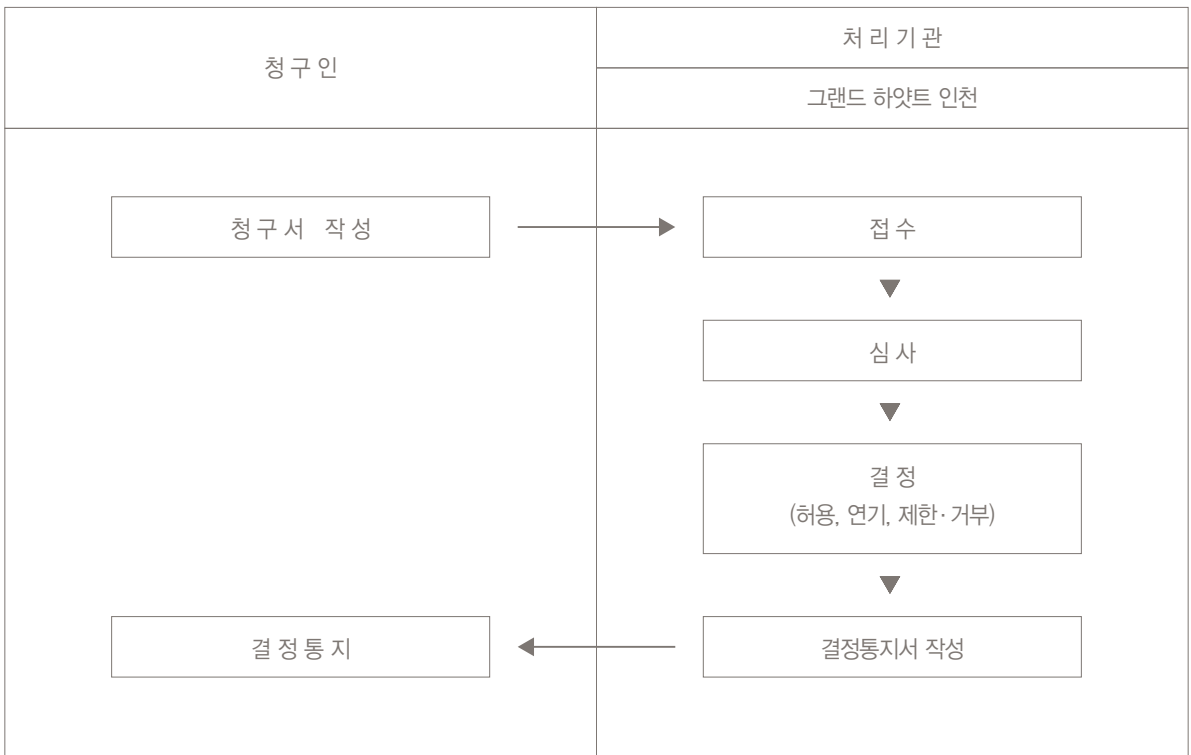 청구인
처리기관
그랜드 하얏트 인천
청구서 작성
접수
심사
결정
(허용, 연기, 제한·거부)
결정통지
결정통지서 작성